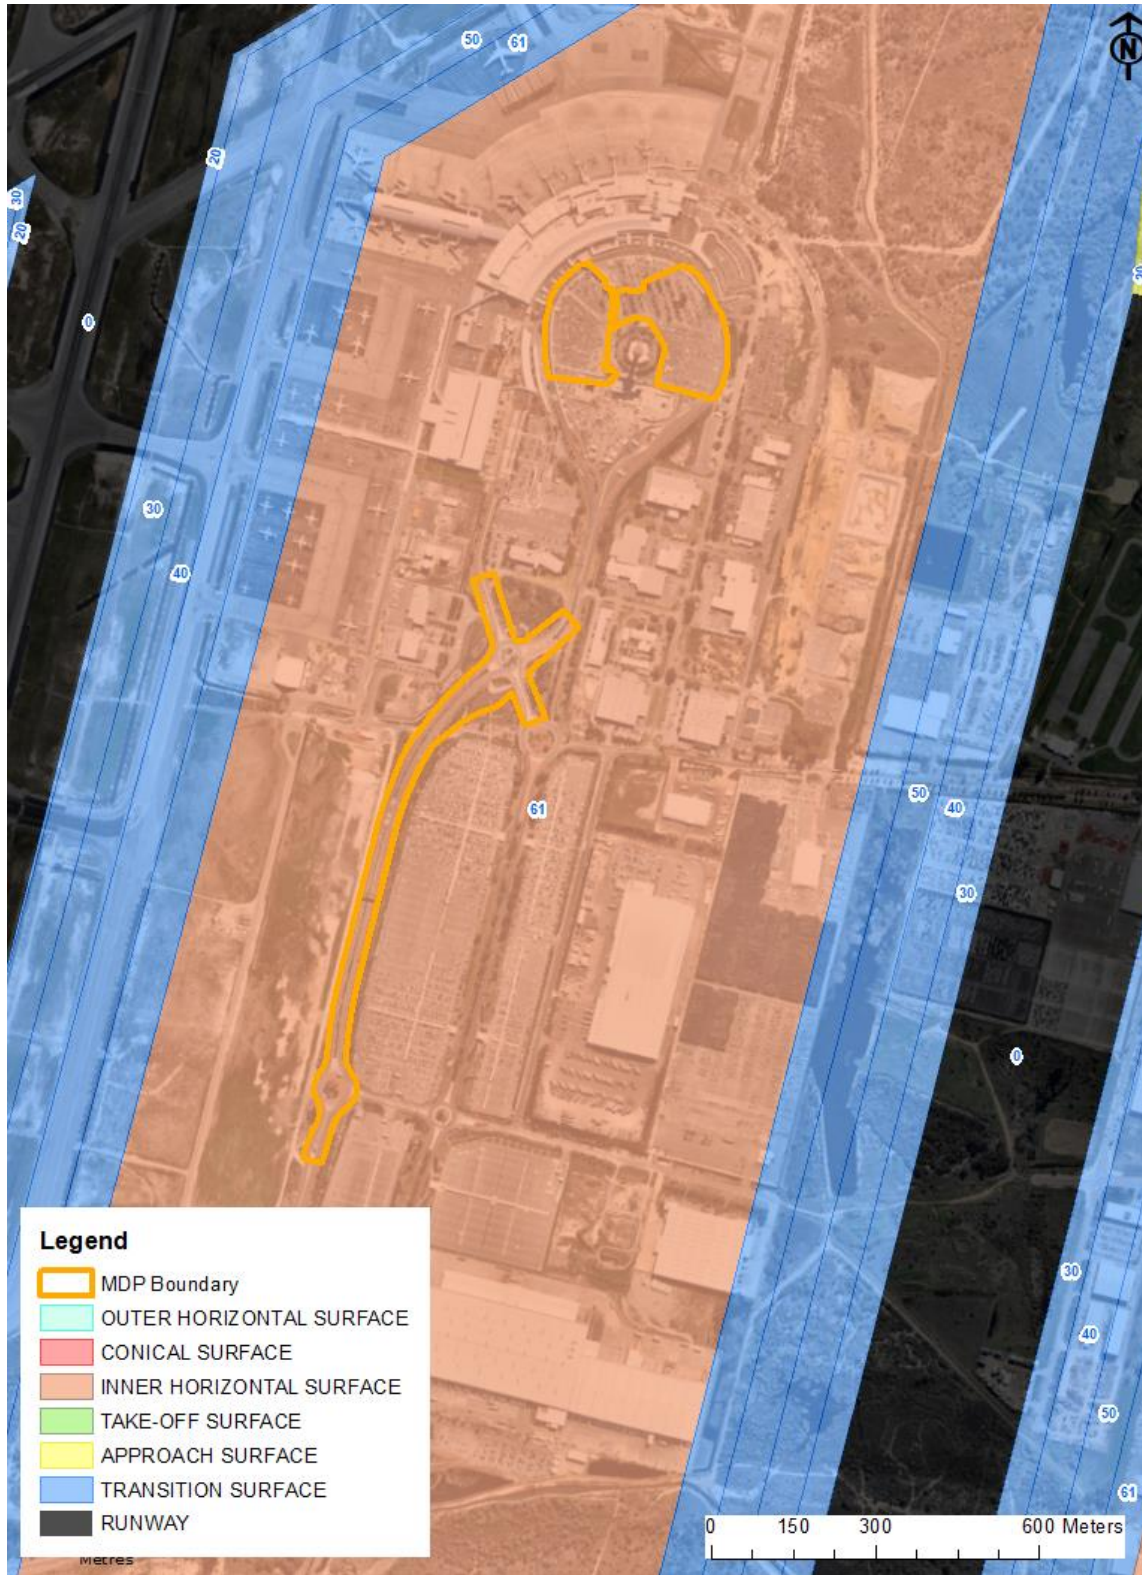 N
50
61
20
30
20
30
0
30
40
61
50
40
30
0
30
40
50
61
Legend
MDP Boundary
OUTER HORIZONTAL SURFACE
CONICAL SURFACE
INNER HORIZONTAL SURFACE
TAKE-OFF SURFACE
APPROACH SURFACE
TRANSITION SURFACE
RUNWAY
Metres
0 150 300 600 Meters